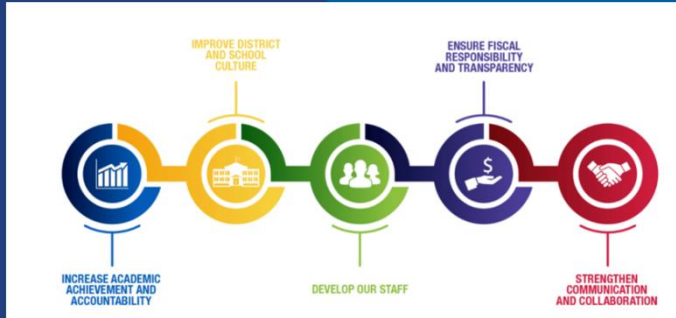 IMPROVE DISTRICT
AND SCHOOL
CULTURE
ENSURE FISCAL
RESPONSIBILITY
AND TRANSPARENCY
$
INCREASE ACADEMIC
ACHIEVEMENT AND
ACCOUNTABILITY
DEVELOP OUR STAFF
STRENGTHEN
COMMUNICATION
AND COLLABORATION